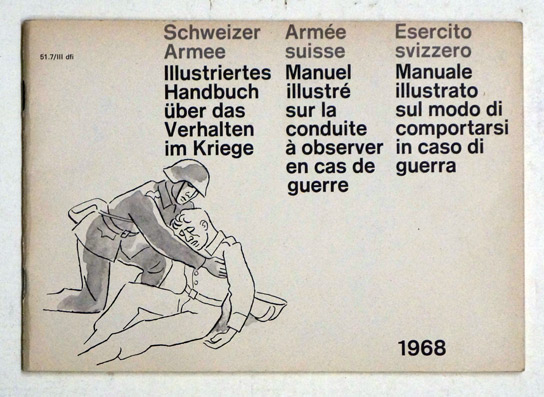 51.7/III dfi
Schweizer
Armee
Illustriertes
Handbuch
über das
Verhalten
im Kriege
Armée
suisse
Manuel
illustré
sur la
conduite
à observer
en cas de
guerre
Esercito
svizzero
Manuale
illustrato
sul modo di
comportarsi
in caso di
guerra
1968